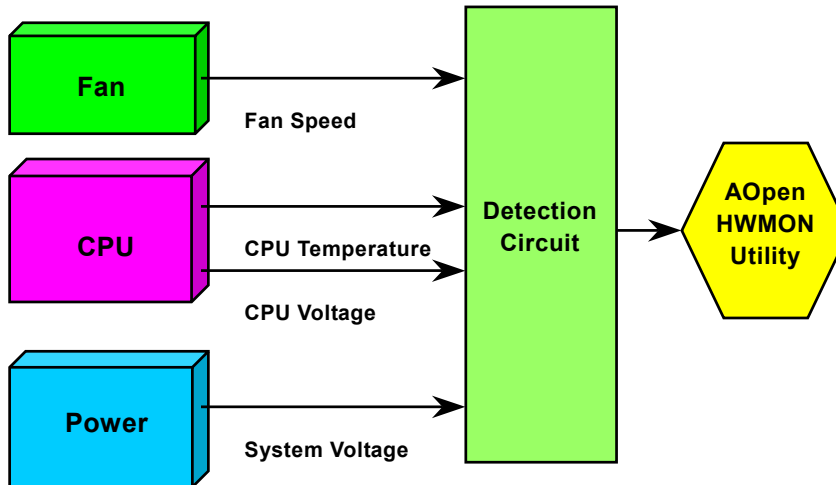 Fan
Fan Speed
CPU
CPU Temperature
CPU Voltage
Power
System Voltage
Detection
Circuit
AOpen
HWMON
Utility